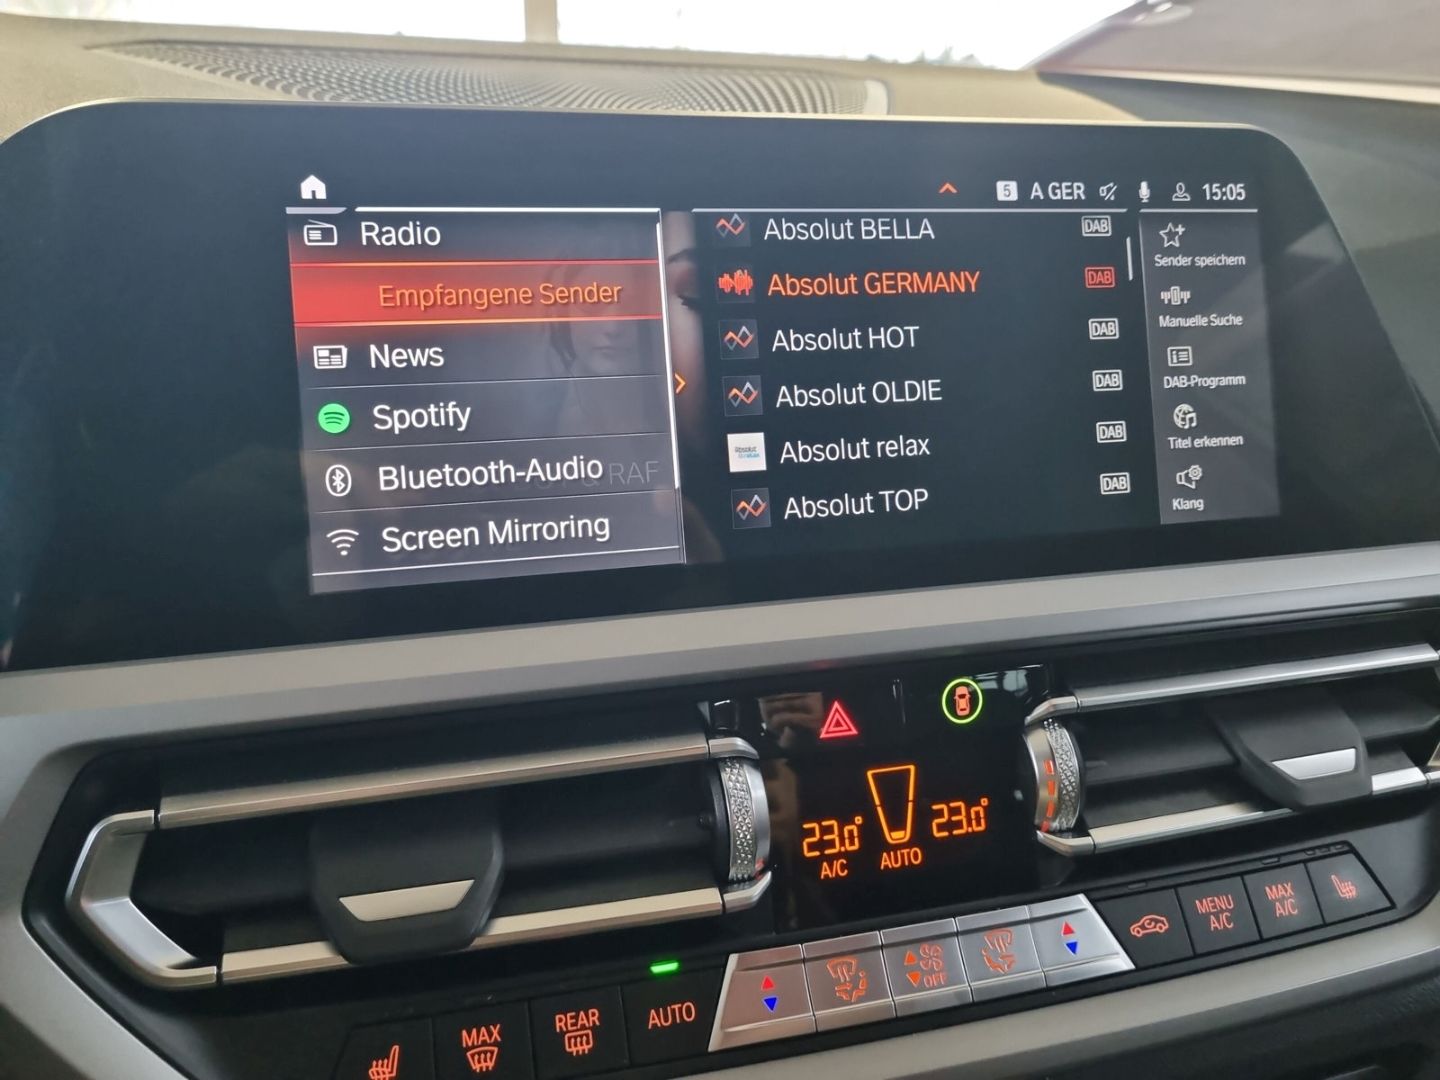 5 A GER 15:05
Radio
Empfangene Sender
News
Spotify
Bluetooth-Audio
RAF
Screen Mirroring
Absolut BELLA DAB
Absolut GERMANY DAB
Absolut HOT DAB
Absolut OLDIE DAB
Absolut relax DAB
Absolut TOP DAB
Sender speichern
Manuelle Suche
DAB-Programm
Titel erkennen
Klang
23.0° 23.0°
A/C AUTO
MAX
REAR
AUTO
OFF
MENU
A/C
MAX
A/C